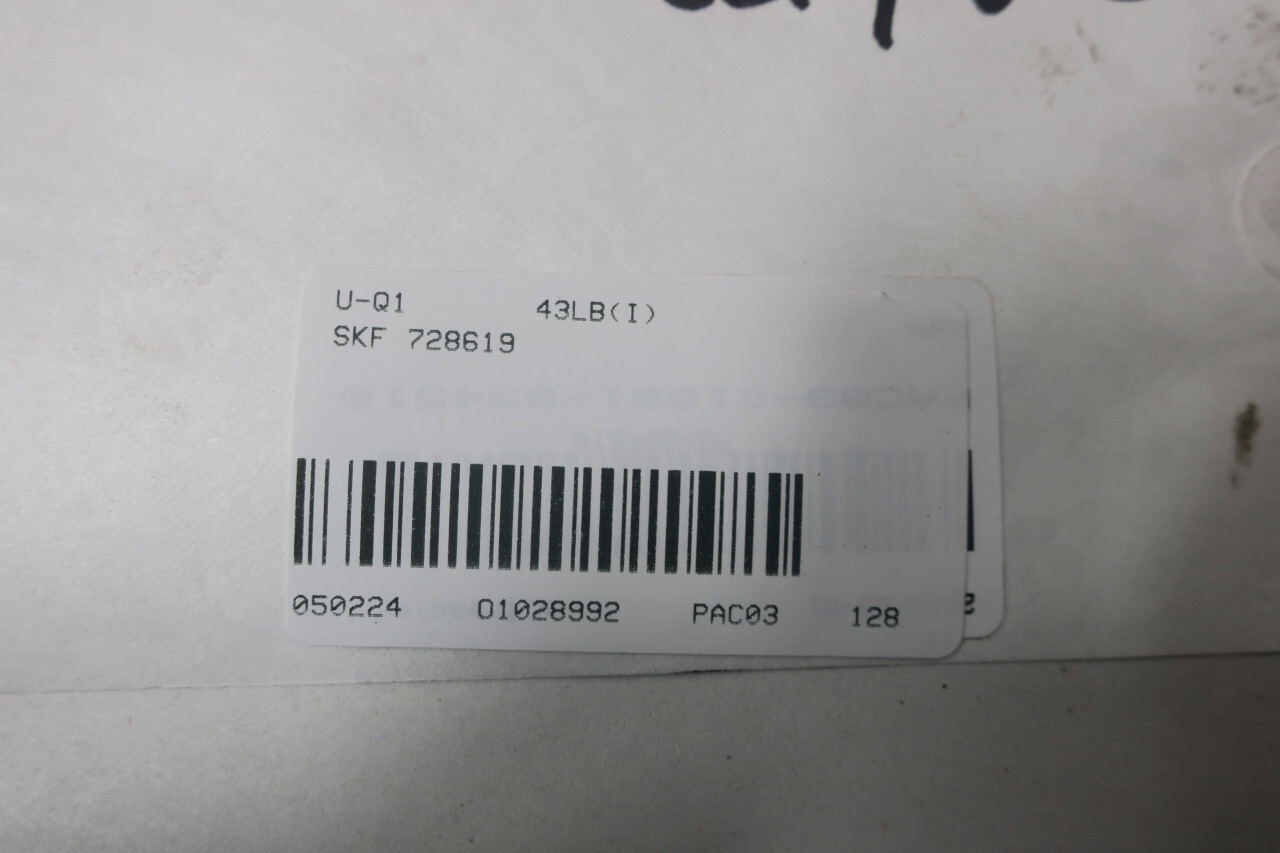 U-Q1 43LB(I)
SKF 728619
050224 01028992 PAC03 128